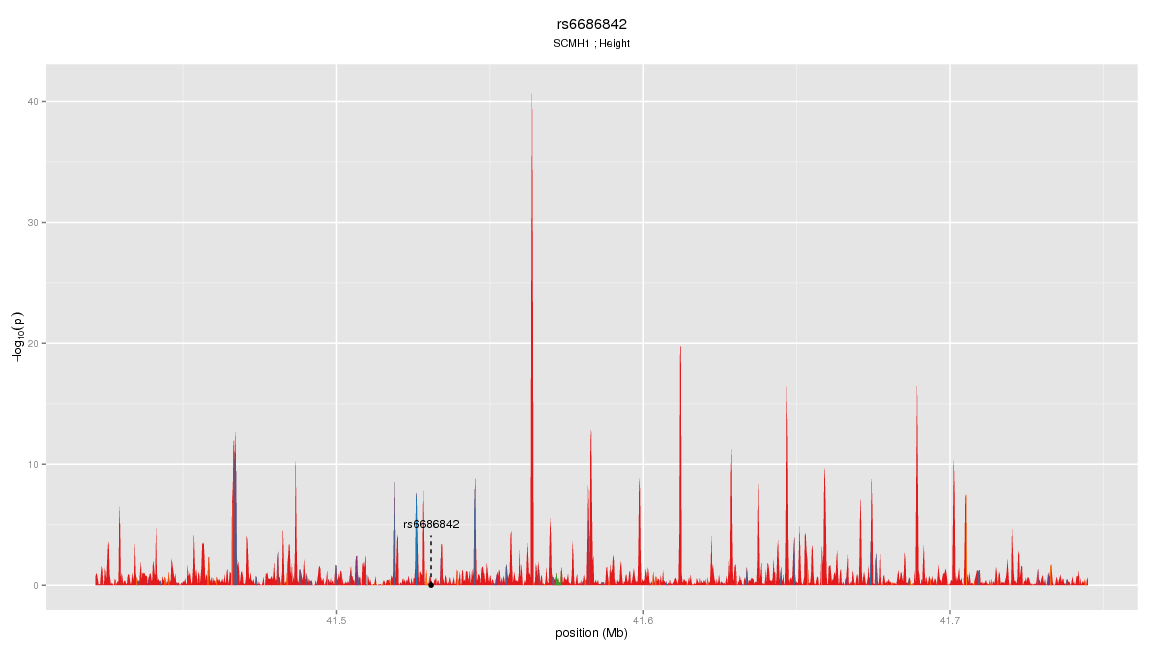 rs6686842
SCMH1 ; Height
−log10(p)
40
30
20
10
0
rs6686842
41.5 41.6 41.7
position (Mb)